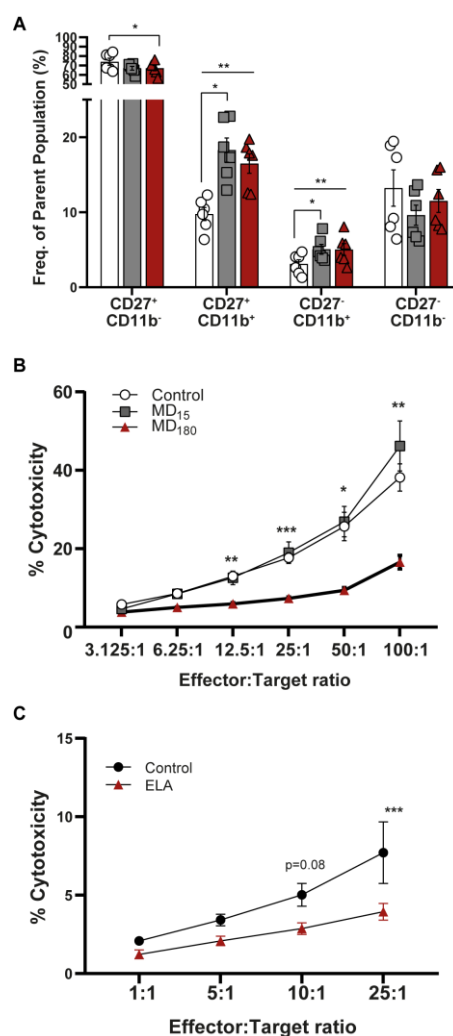 A
Freq. of Parent Population (%)
100
90
80
70
60
50
20
10
0
*
**
*
**
*
CD27+ CD27+ CD27- CD27-
CD11b- CD11b+ CD11b+ CD11b-
B
% Cytotoxicity
60
40
20
0
Control
MD15
MD180
**
***
*
**
3.125:1 6.25:1 12.5:1 25:1 50:1 100:1
Effector:Target ratio
C
% Cytotoxicity
15
10
5
0
Control
ELA
p=0.08
***
1:1 5:1 10:1 25:1
Effector:Target ratio